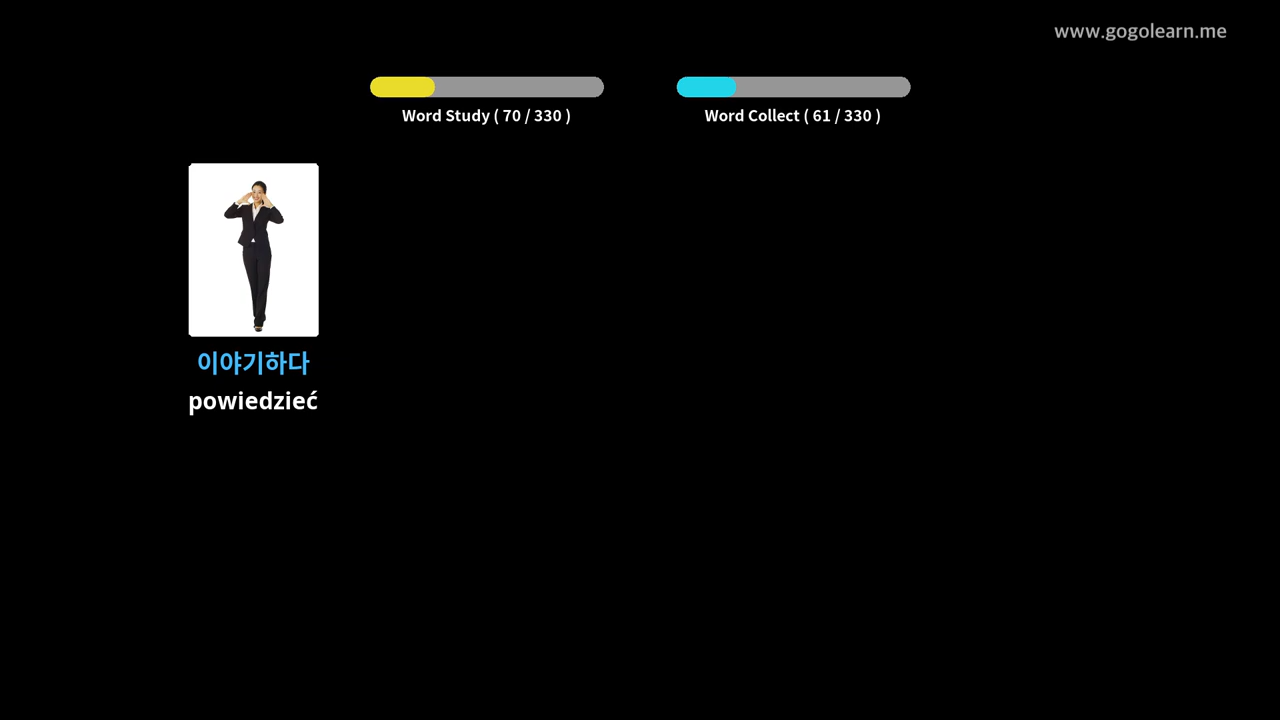 www.gogolearn.me
Word Study ( 70 / 330 )
Word Collect ( 61 / 330 )
이야기하다
powiedzieć